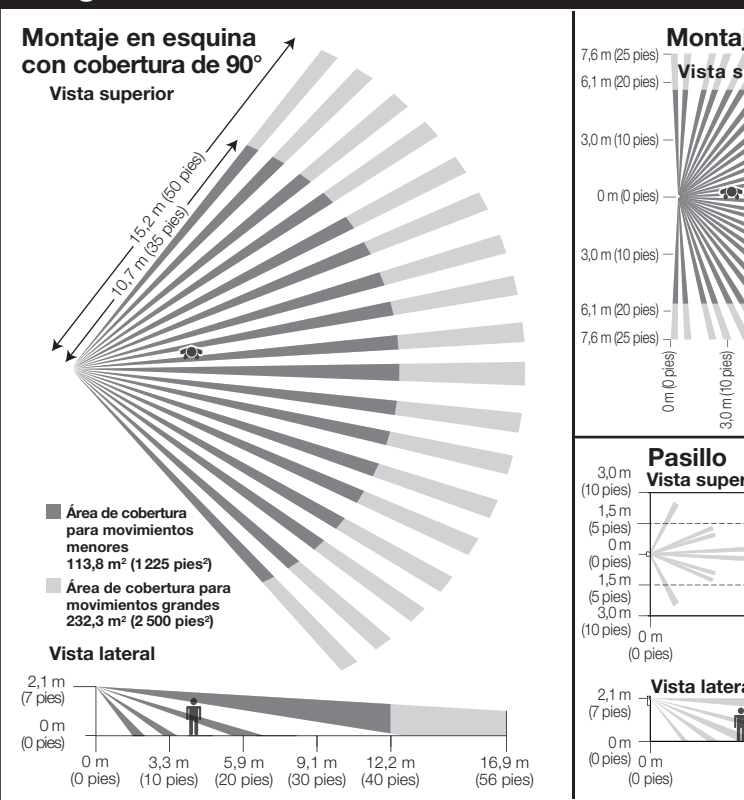 Montaje en esquina
con cobertura de 90°
Vista superior
15,2 m (50 pies)
10,7 m (35 pies)
Área de cobertura
para movimientos
menores
113,8 m² (1 225 pies²)
Área de cobertura para
movimientos grandes
232,3 m² (2 500 pies²)
Vista lateral
2,1 m
(7 pies)
0 m
(0 pies)
0 m
(0 pies)
3,3 m
(10 pies)
5,9 m
(20 pies)
9,1 m
(30 pies)
12,2 m
(40 pies)
16,9 m
(56 pies)
Montaj
Vista s
7,6 m (25 pies)
6,1 m (20 pies)
3,0 m (10 pies)
0 m (0 pies)
3,0 m (10 pies)
6,1 m (20 pies)
7,6 m (25 pies)
0 m (0 pies)
3,0 m (10 pies)
Pasillo
Vista super
3,0 m
(10 pies)
1,5 m
(5 pies)
0 m
(0 pies)
1,5 m
(5 pies)
3,0 m
(10 pies)
0 m
(0 pies)
Vista latera
2,1 m
(7 pies)
0 m
(0 pies)
0 m
(0 pies)